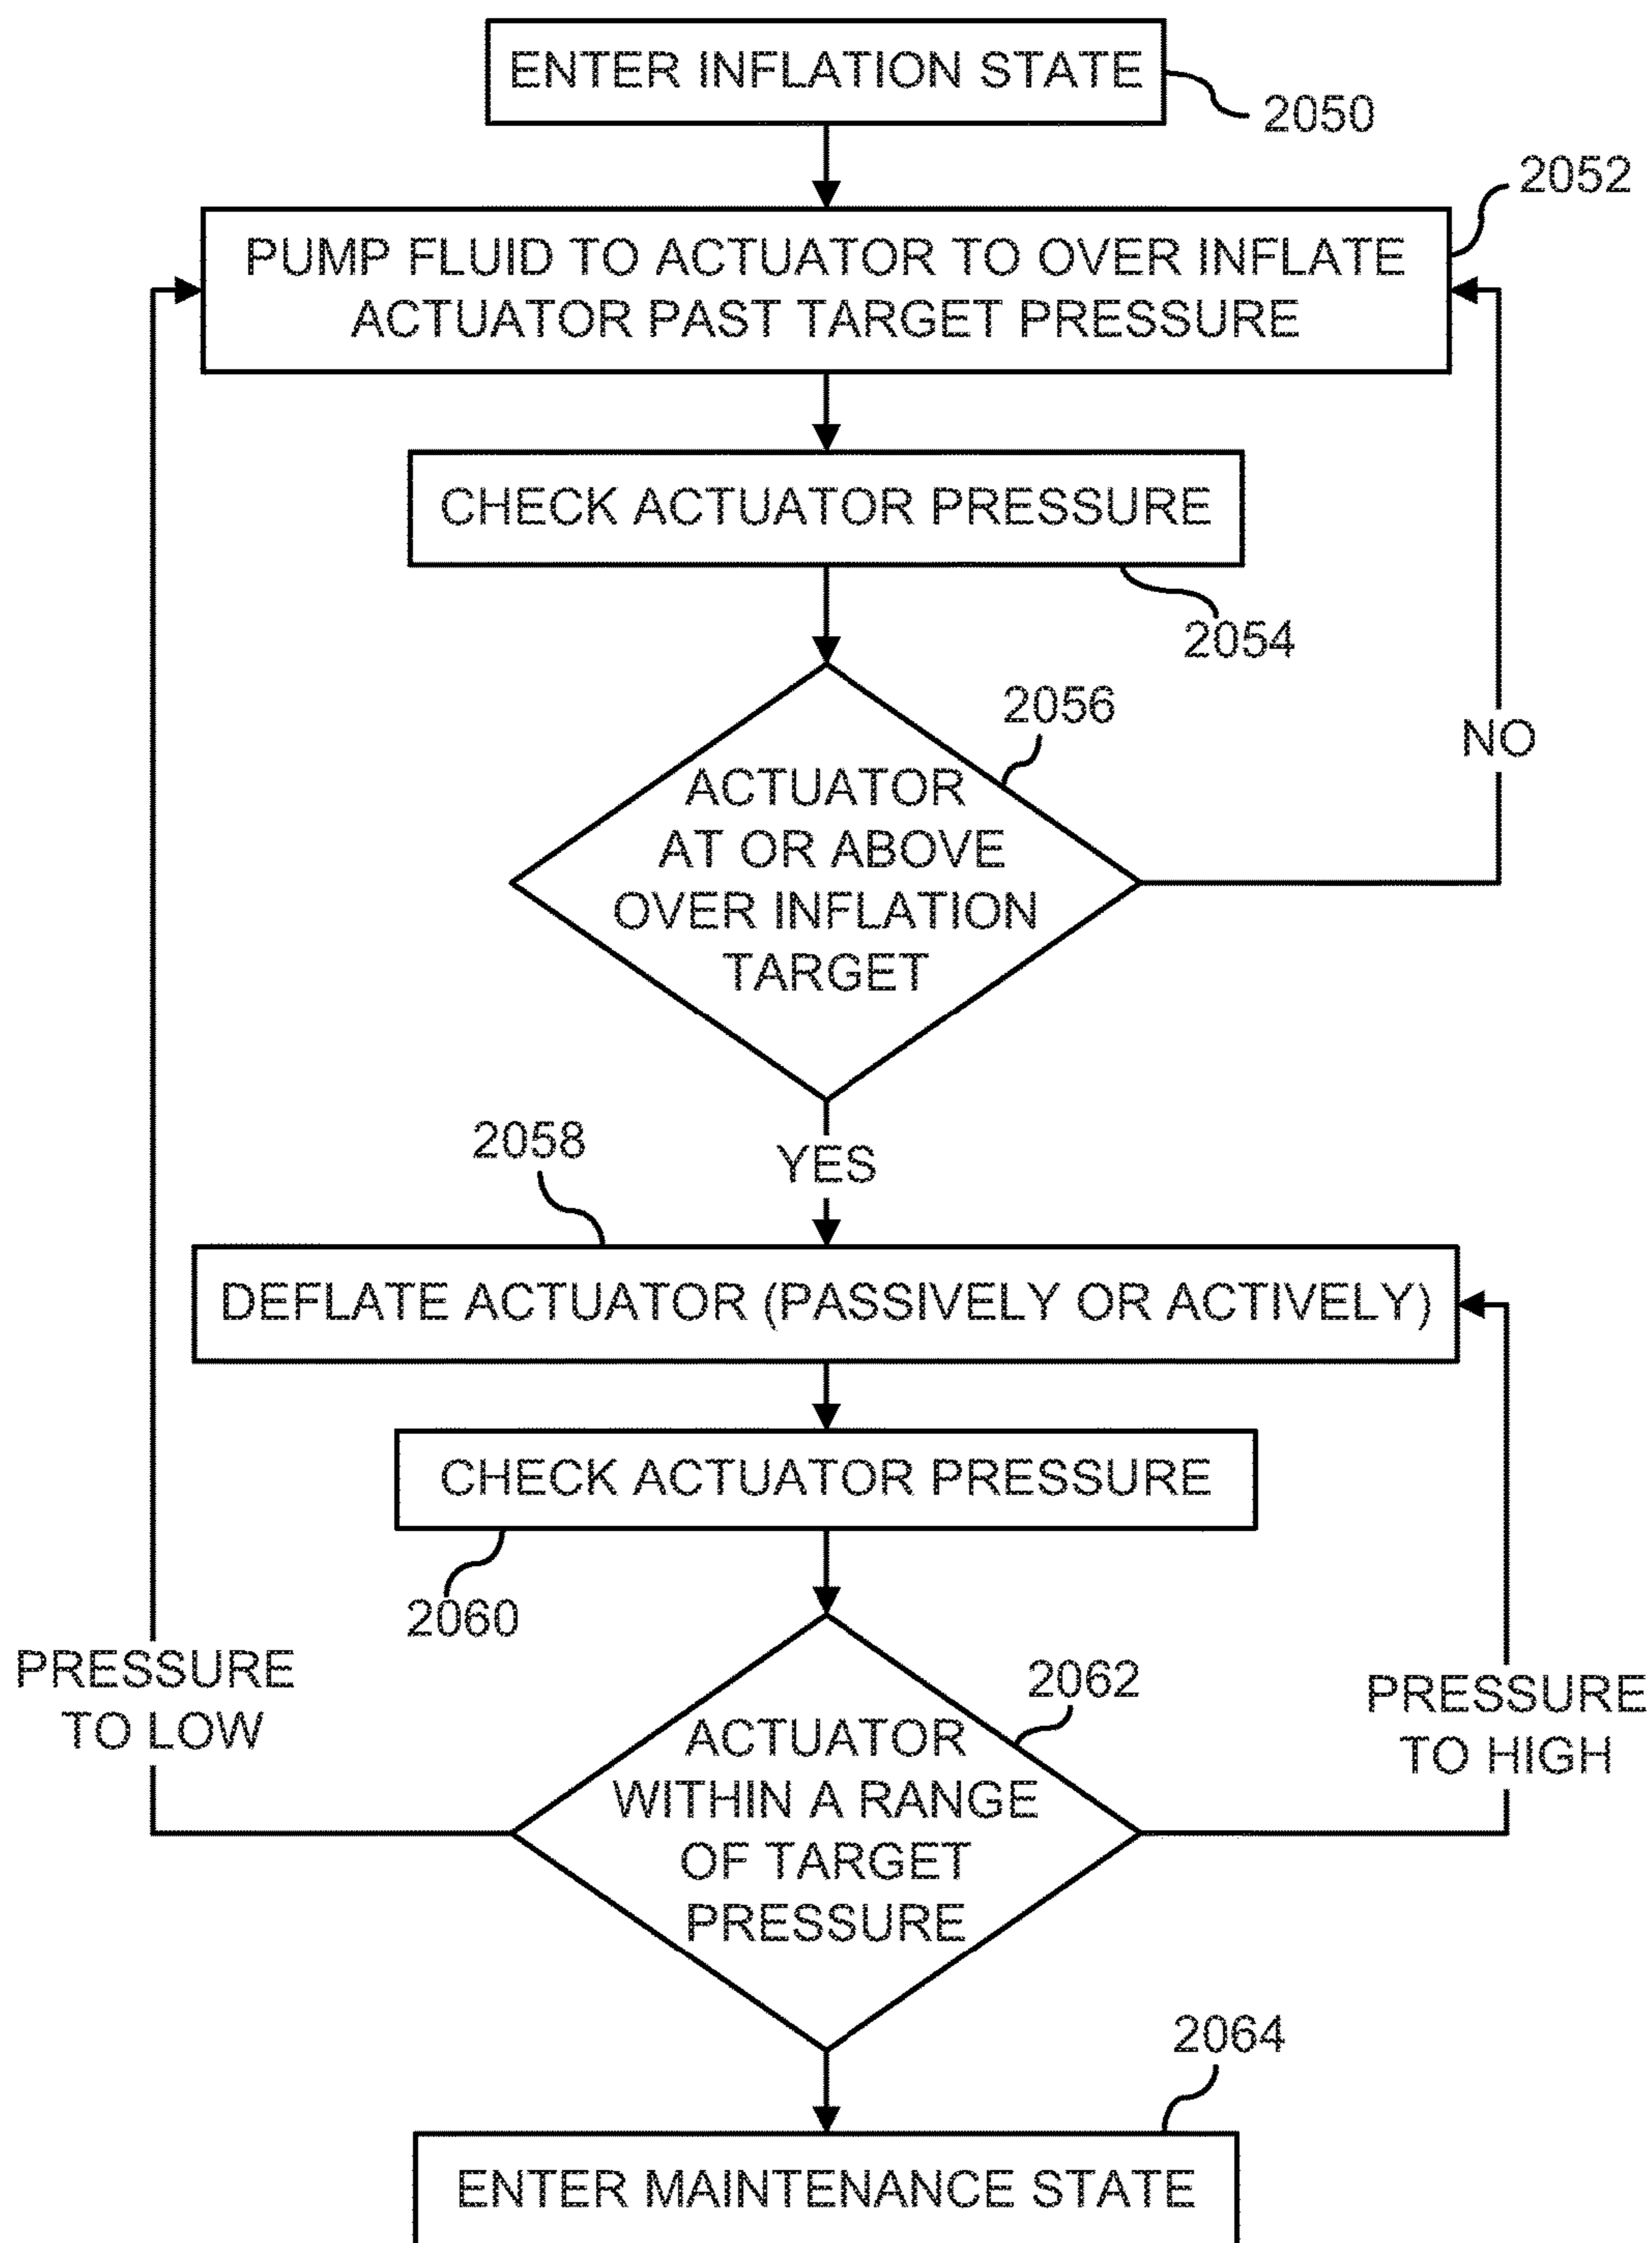 ENTER INFLATION STATE
2050
2052
PUMP FLUID TO ACTUATOR TO OVER INFLATE
ACTUATOR PAST TARGET PRESSURE
CHECK ACTUATOR PRESSURE
2054
2056
ACTUATOR
AT OR ABOVE
OVER INFLATION
TARGET
NO
YES
2058
DEFLATE ACTUATOR (PASSIVELY OR ACTIVELY)
CHECK ACTUATOR PRESSURE
2060
PRESSURE
TO LOW
2062
ACTUATOR
WITHIN A RANGE
OF TARGET
PRESSURE
PRESSURE
TO HIGH
2064
ENTER MAINTENANCE STATE